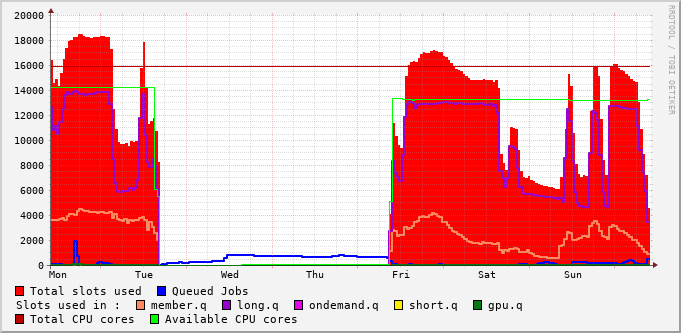 20000
18000
16000
14000
12000
10000
8000
6000
4000
2000
0
Mon Tue Wed Thu Fri Sat Sun
Total slots used Queued Jobs
Slots used in : member.q long.q ondemand.q short.q gpu.q
Total CPU cores Available CPU cores
RRDTOOL / TOBI OETIKER